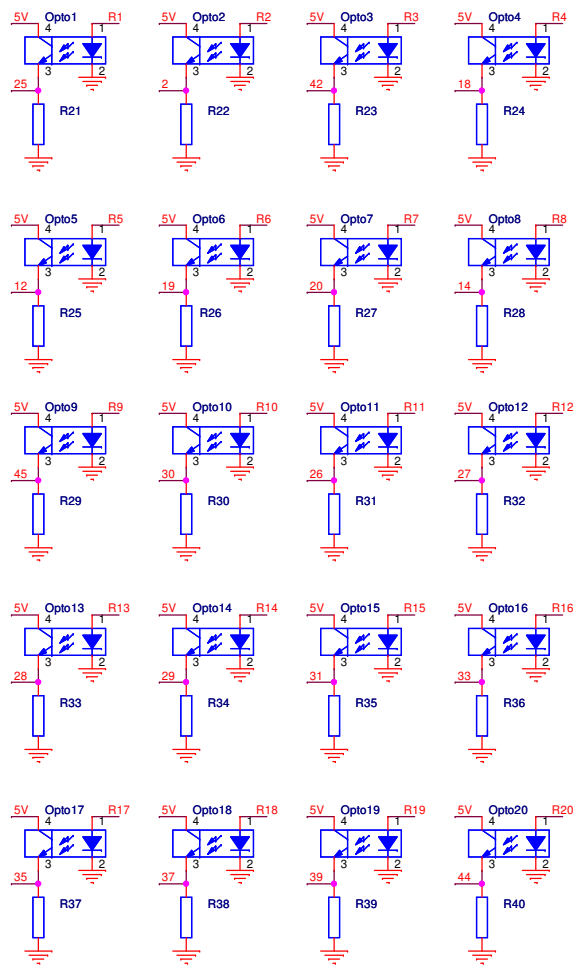 5V Opto1 R1 5V Opto2 R2 5V Opto3 R3 5V Opto4 R4
4 1 4 1 4 1 4 1
3 2 3 2 3 2 3 2
25 2 42 18
R21 R22 R23 R24
5V Opto5 R5 5V Opto6 R6 5V Opto7 R7 5V Opto8 R8
4 1 4 1 4 1 4 1
3 2 3 2 3 2 3 2
12 19 20 14
R25 R26 R27 R28
5V Opto9 R9 5V Opto10 R10 5V Opto11 R11 5V Opto12 R12
4 1 4 1 4 1 4 1
3 2 3 2 3 2 3 2
45 30 26 27
R29 R30 R31 R32
5V Opto13 R13 5V Opto14 R14 5V Opto15 R15 5V Opto16 R16
4 1 4 1 4 1 4 1
3 2 3 2 3 2 3 2
28 29 31 33
R33 R34 R35 R36
5V Opto17 R17 5V Opto18 R18 5V Opto19 R19 5V Opto20 R20
4 1 4 1 4 1 4 1
3 2 3 2 3 2 3 2
35 37 39 44
R37 R38 R39 R40